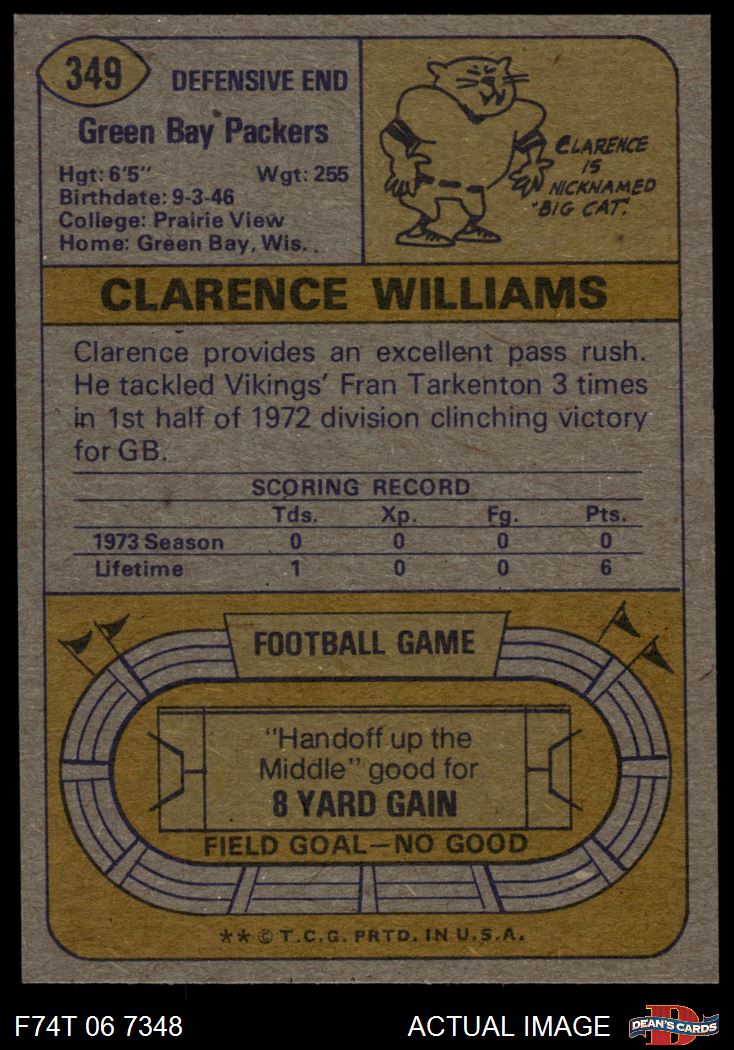 349
DEFENSIVE END
Green Bay Packers
Hgt: 6'5" Wgt: 255
Birthdate: 9-3-46
College: Prairie View
Home: Green Bay, Wis.
CLARENCE
IS
NICKNAMED
"BIG CAT."
CLARENCE WILLIAMS
Clarence provides an excellent pass rush.
He tackled Vikings' Fran Tarkenton 3 times
in 1st half of 1972 division clinching victory
for GB.
SCORING RECORD
Tds. Xp. Fg. Pts.
1973 Season 0 0 0 0
Lifetime 1 0 0 6
FOOTBALL GAME
"Handoff up the
Middle" good for
8 YARD GAIN
FIELD GOAL—NO GOOD
** © T.C.G. PRTD. IN U.S.A.
F74T 06 7348 ACTUAL IMAGE
D
DEAN'S CARDS